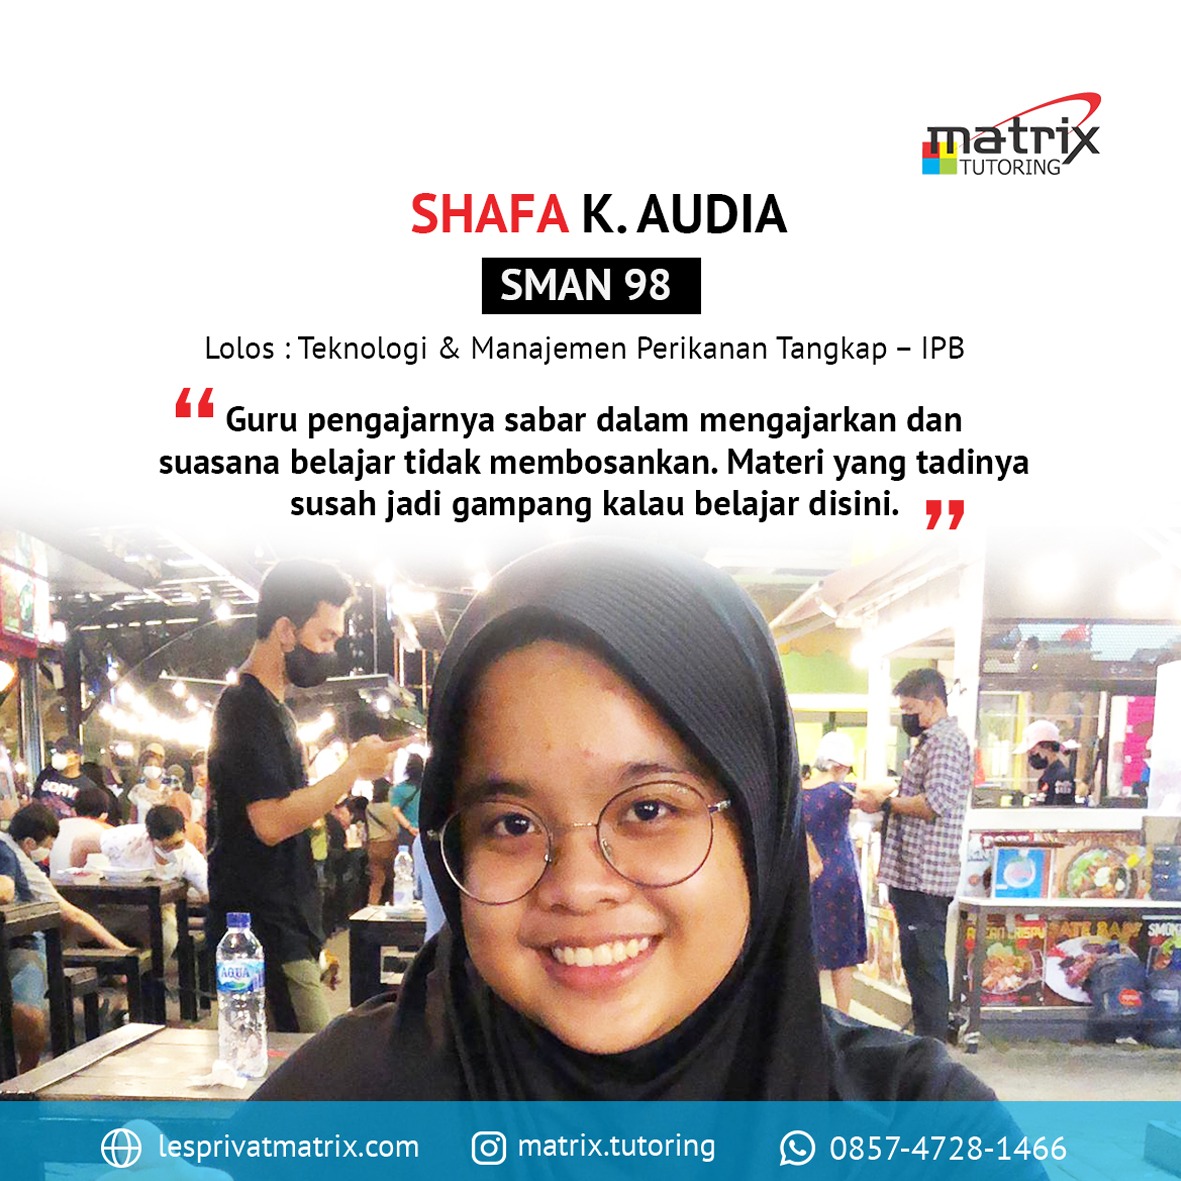 matrix
TUTORING
SHAFA K. AUDIA
SMAN 98
Lolos : Teknologi & Manajemen Perikanan Tangkap – IPB
“ Guru pengajarnya sabar dalam mengajarkan dan
suasana belajar tidak membosankan. Materi yang tadinya
susah jadi gampang kalau belajar disini. ”
AQUA
lesprivatmatrix.com
matrix.tutoring
0857-4728-1466